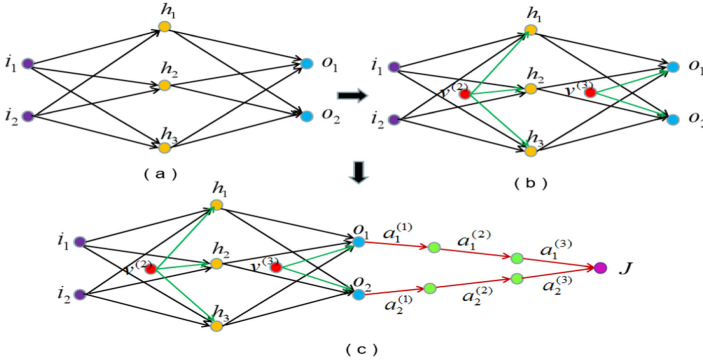 h₁
i₁
h₂
o₁
i₂
h₃
o₂
( a )
h₁
i₁
v⁽²⁾
h₂
v⁽³⁾
o₁
i₂
h₃
o₂
( b )
h₁
i₁
v⁽²⁾
h₂
v⁽³⁾
o₁
a₁⁽¹⁾
a₁⁽²⁾
a₁⁽³⁾
J
i₂
h₃
o₂
a₂⁽¹⁾
a₂⁽²⁾
a₂⁽³⁾
( c )